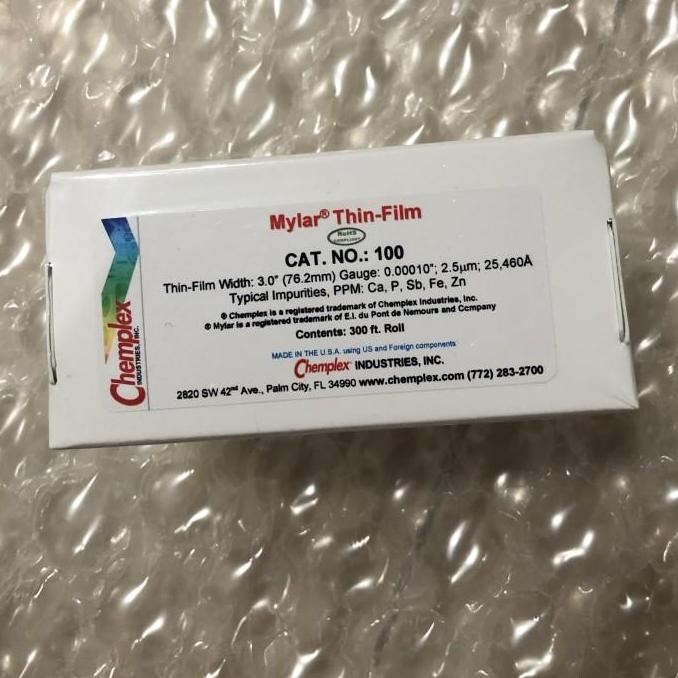 Mylar® Thin-Film
RoHS
COMPLIANT
CAT. NO.: 100
Thin-Film Width: 3.0" (76.2mm) Gauge: 0.00010"; 2.5µm; 25,460Å
Typical Impurities, PPM: Ca, P, Sb, Fe, Zn
® Chemplex is a registered trademark of Chemplex Industries, Inc.
® Mylar is a registered trademark of E.I. du Pont de Nemours and Company
Contents: 300 ft. Roll
MADE IN THE U.S.A. using US and Foreign components
Chemplex INDUSTRIES, INC.
2820 SW 42nd Ave., Palm City, FL 34990 www.chemplex.com (772) 283-2700
Chemplex
INDUSTRIES, INC.